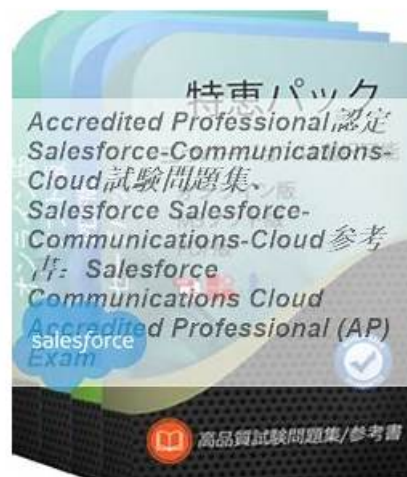 特恵パック
Accredited Professional認定
Salesforce-Communications-
Cloud試験問題集、
Salesforce Salesforce-
Communications-Cloud参考
書：Salesforce
Communications Cloud
Accredited Professional (AP)
Exam
salesforce
高品質試験問題集/参考書